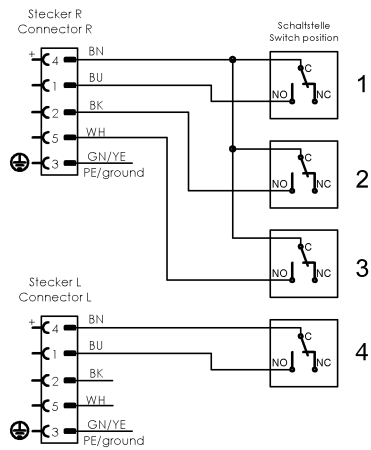 Stecker R
Connector R
Schaltstelle
Switch position
+
4
BN
1
BU
2
BK
5
WH
3
GN/YE
PE/ground
C
NO
NC
1
C
NO
NC
2
C
NO
NC
3
Stecker L
Connector L
+
4
BN
1
BU
2
BK
5
WH
3
GN/YE
PE/ground
C
NO
NC
4